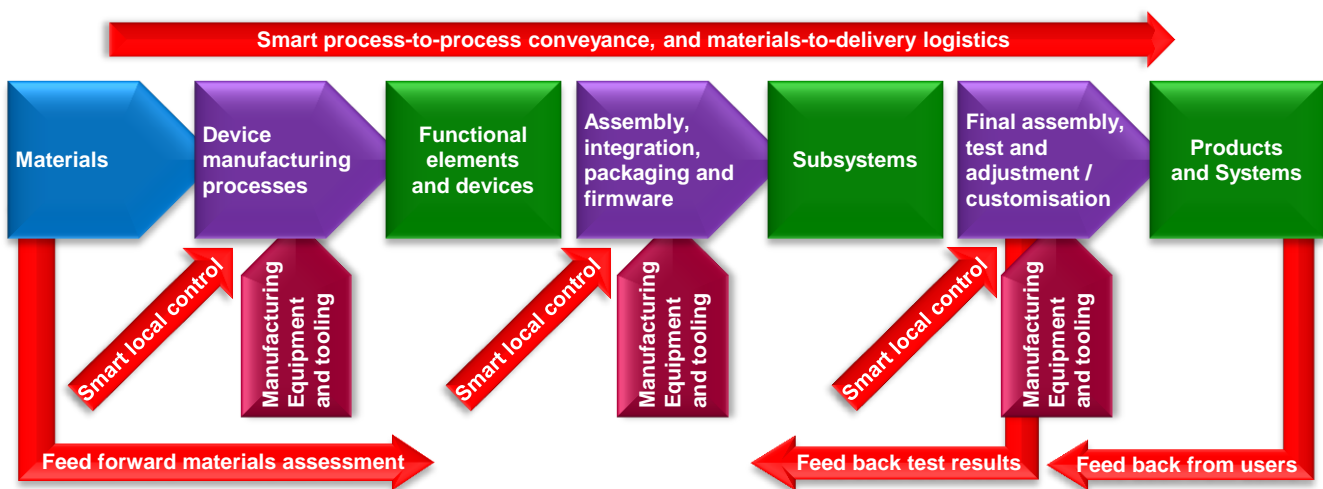 Smart process-to-process conveyance, and materials-to-delivery logistics
Materials
Device
manufacturing
processes
Functional
elements
and devices
Assembly,
integration,
packaging and
firmware
Subsystems
Final assembly,
test and
adjustment /
customisation
Products
and Systems
Smart local control
Manufacturing
Equipment
and tooling
Smart local control
Manufacturing
Equipment
and tooling
Smart local control
Manufacturing
Equipment
and tooling
Feed forward materials assessment
Feed back test results
Feed back from users